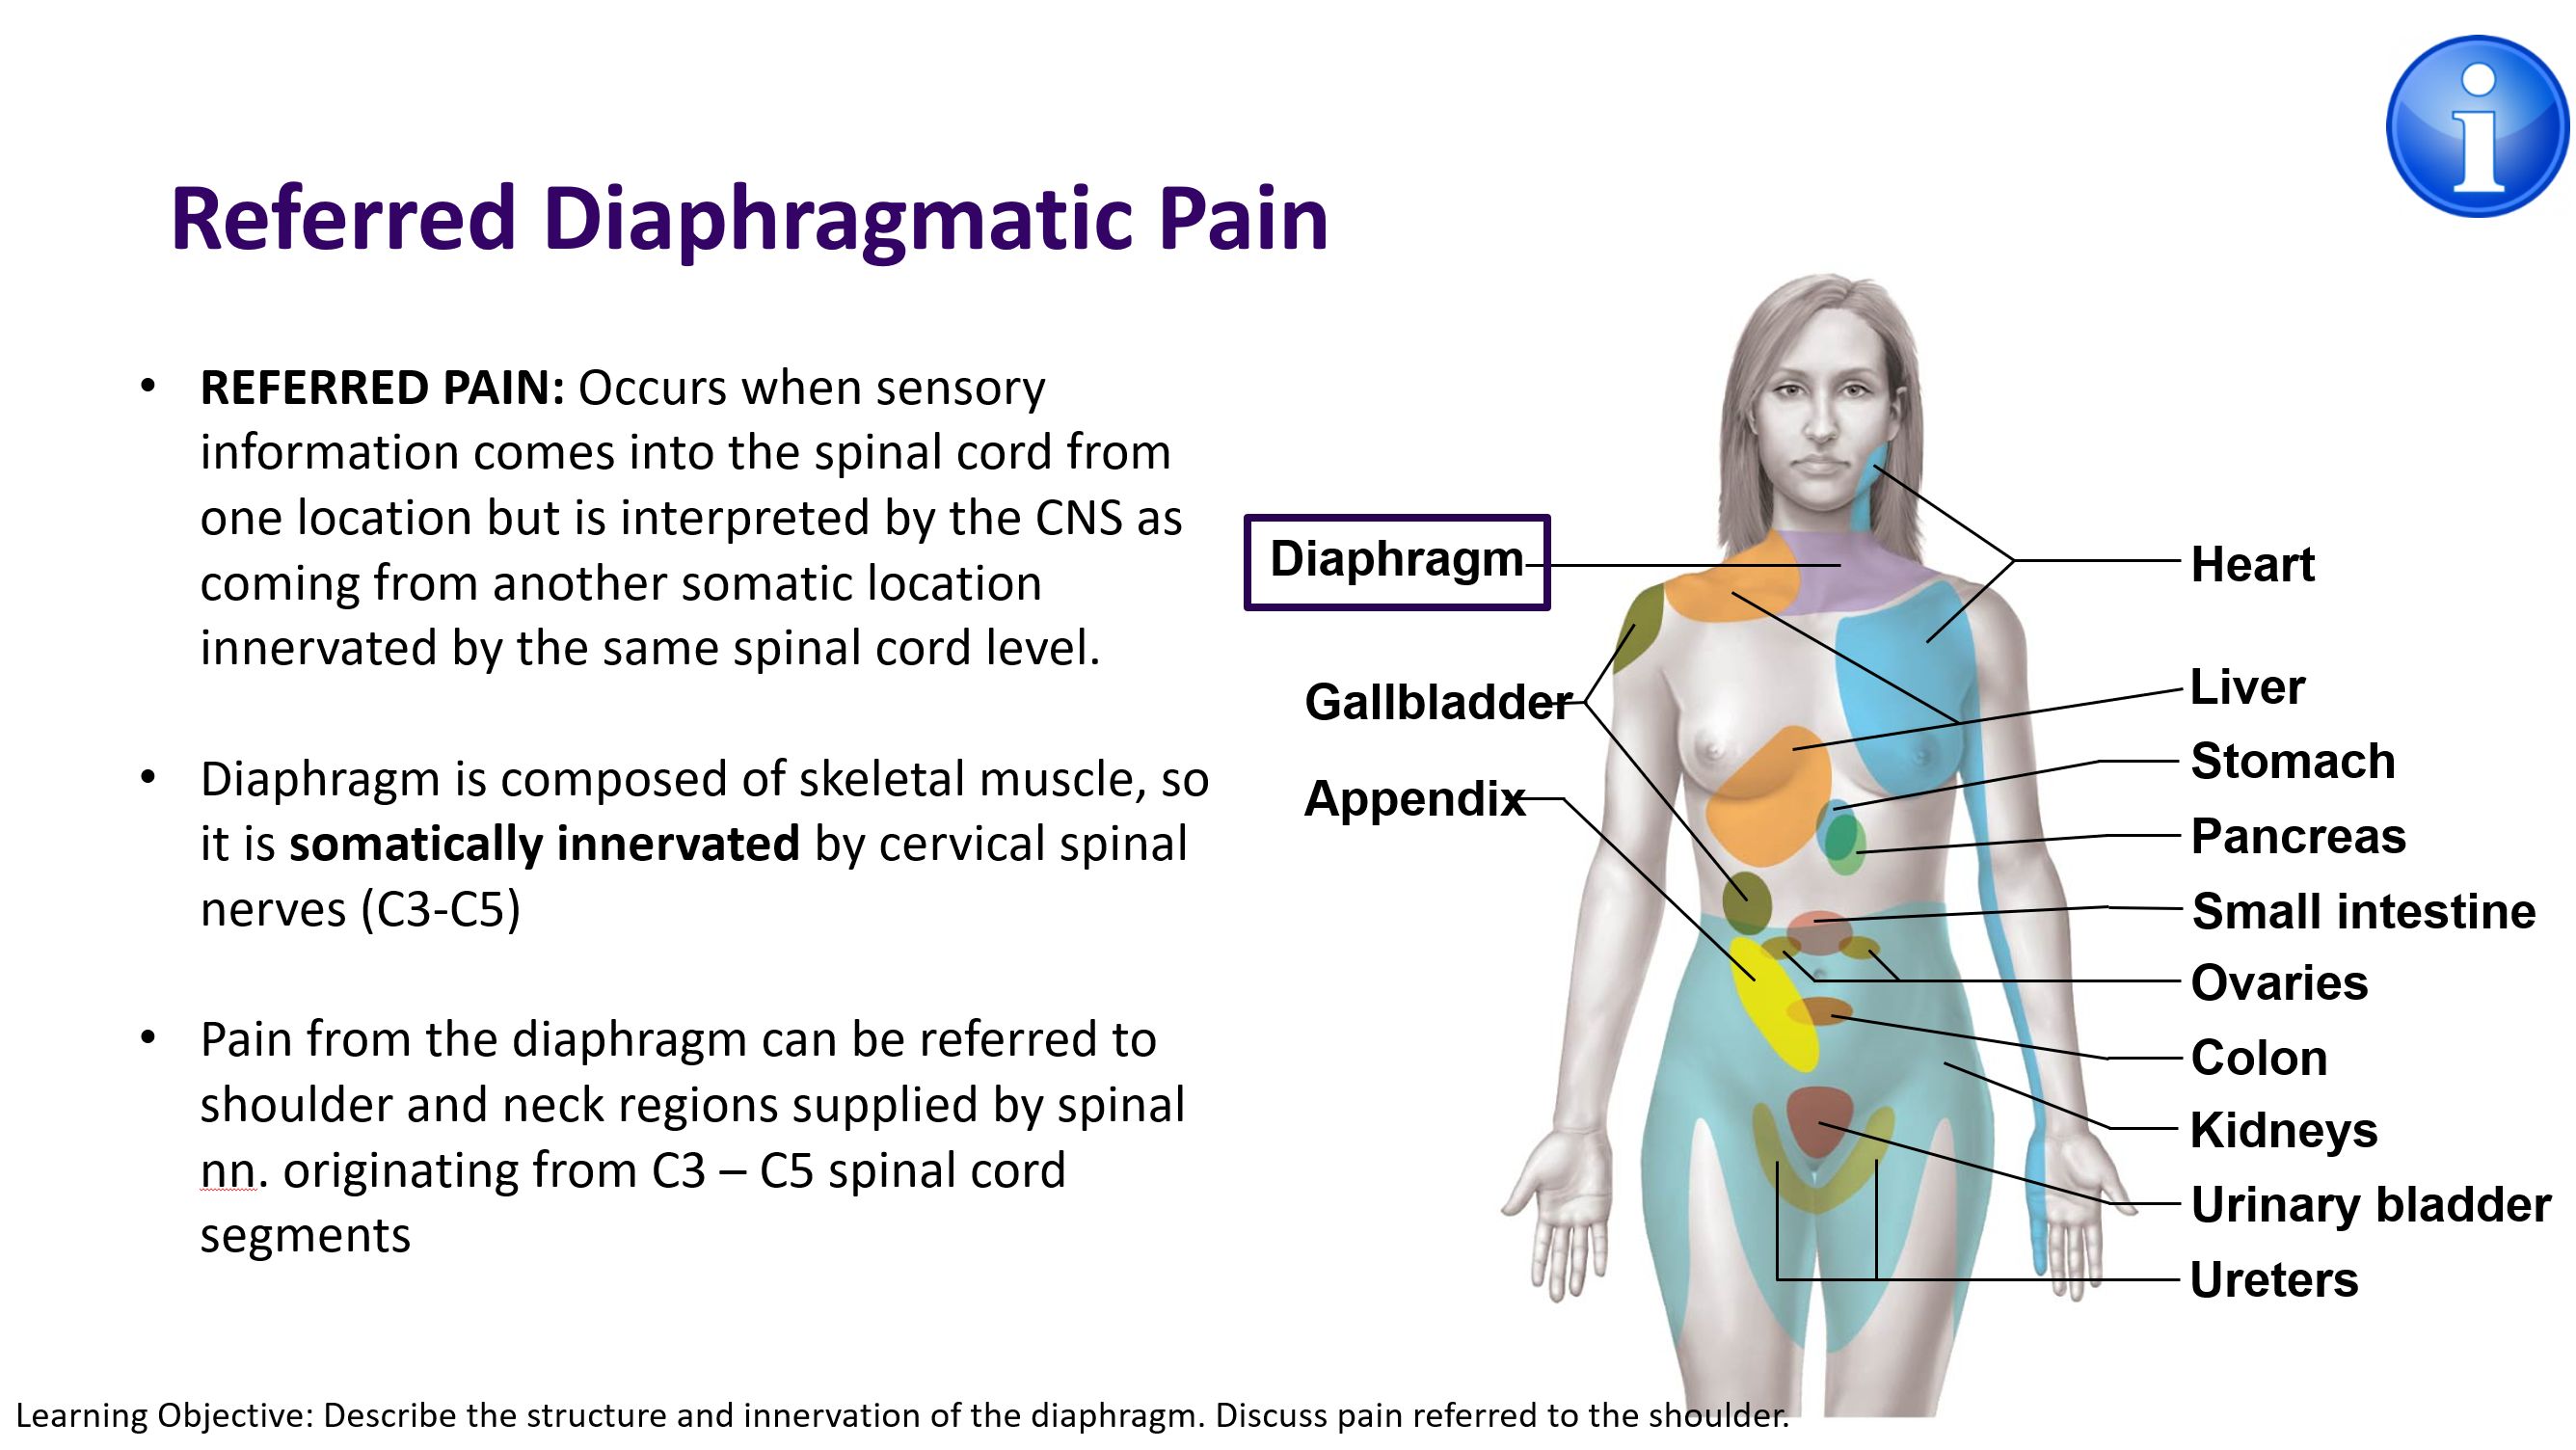 Referred Diaphragmatic Pain
• REFERRED PAIN: Occurs when sensory
information comes into the spinal cord from
one location but is interpreted by the CNS as
coming from another somatic location
innervated by the same spinal cord level.
• Diaphragm is composed of skeletal muscle, so
it is somatically innervated by cervical spinal
nerves (C3-C5)
• Pain from the diaphragm can be referred to
shoulder and neck regions supplied by spinal
nn. originating from C3 – C5 spinal cord
segments
Diaphragm
Gallbladder
Appendix
Heart
Liver
Stomach
Pancreas
Small intestine
Ovaries
Colon
Kidneys
Urinary bladder
Ureters
Learning Objective: Describe the structure and innervation of the diaphragm. Discuss pain referred to the shoulder.